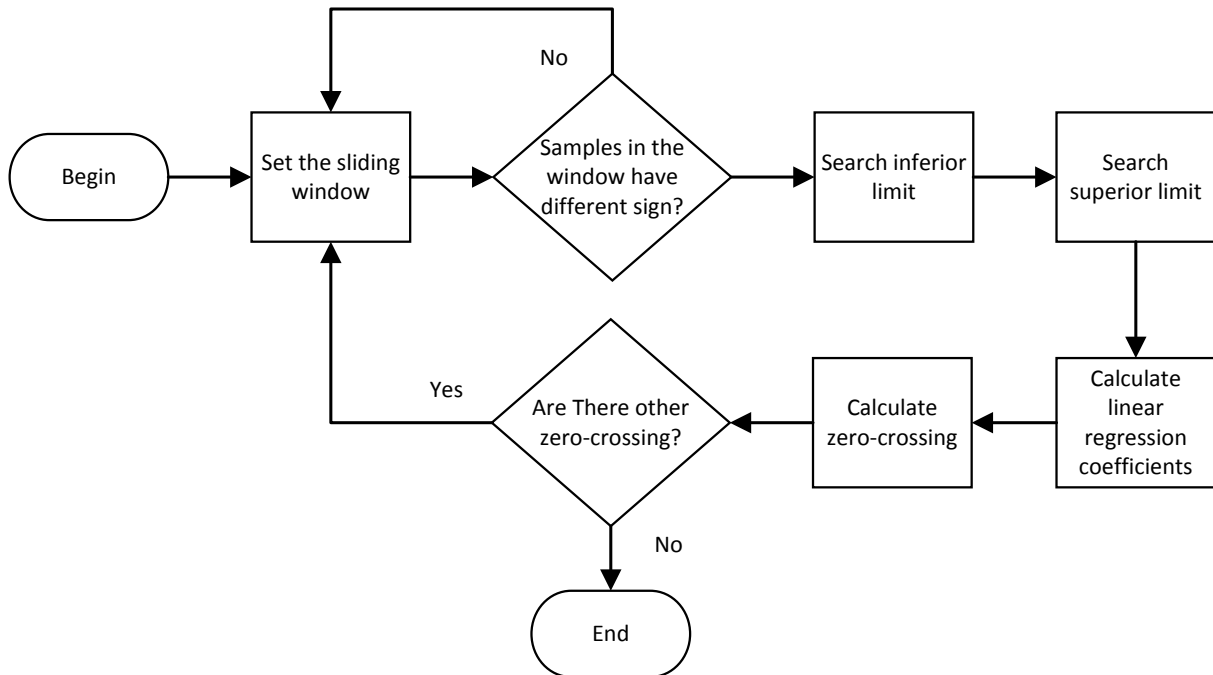 No
Begin
Set the sliding
window
Samples in the
window have
different sign?
Search inferior
limit
Search
superior limit
Yes
Are There other
zero-crossing?
Calculate
zero-crossing
Calculate
linear
regression
coefficients
No
End